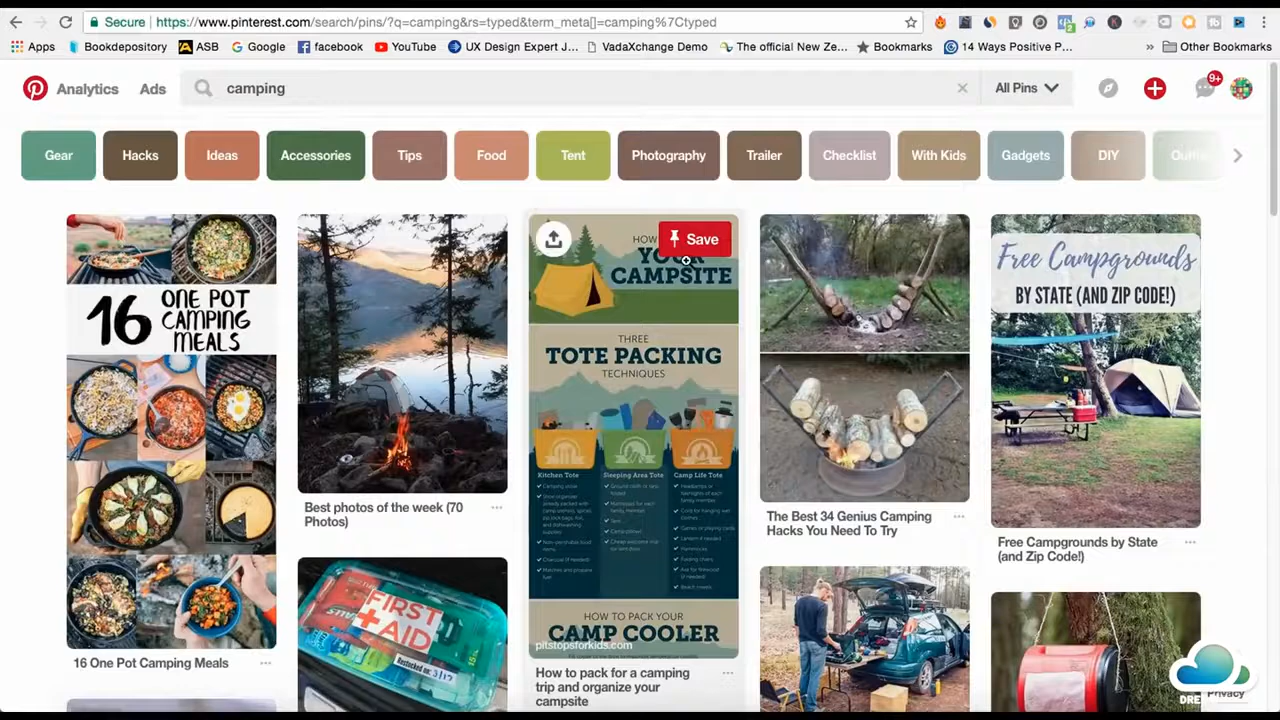 Secure https://www.pinterest.com/search/pins/?q=camping&rs=typed&term_meta[]=camping%7Ctyped
Apps Bookdepository ASB Google facebook YouTube UX Design Expert J... VadaXchange Demo The official New Ze... Bookmarks 14 Ways Positive P... » Other Bookmarks
Analytics Ads camping All Pins 9+
Gear Hacks Ideas Accessories Tips Food Tent Photography Trailer Checklist With Kids Gadgets DIY
16 ONE POT
CAMPING
MEALS
16 One Pot Camping Meals
Best photos of the week (70
Photos)
FIRST
AID
Save
YOUR
CAMPSITE
THREE
TOTE PACKING
TECHNIQUES
Kitchen Tote Sleeping Area Tote Camp Life Tote
HOW TO PACK YOUR
CAMP COOLER
pitstopsforkids.com
How to pack for a camping
trip and organize your
campsite
The Best 34 Genius Camping
Hacks You Need To Try
Free Campgrounds
BY STATE (AND ZIP CODE!)
Free Campgrounds by State
(and Zip Code!)
Privacy